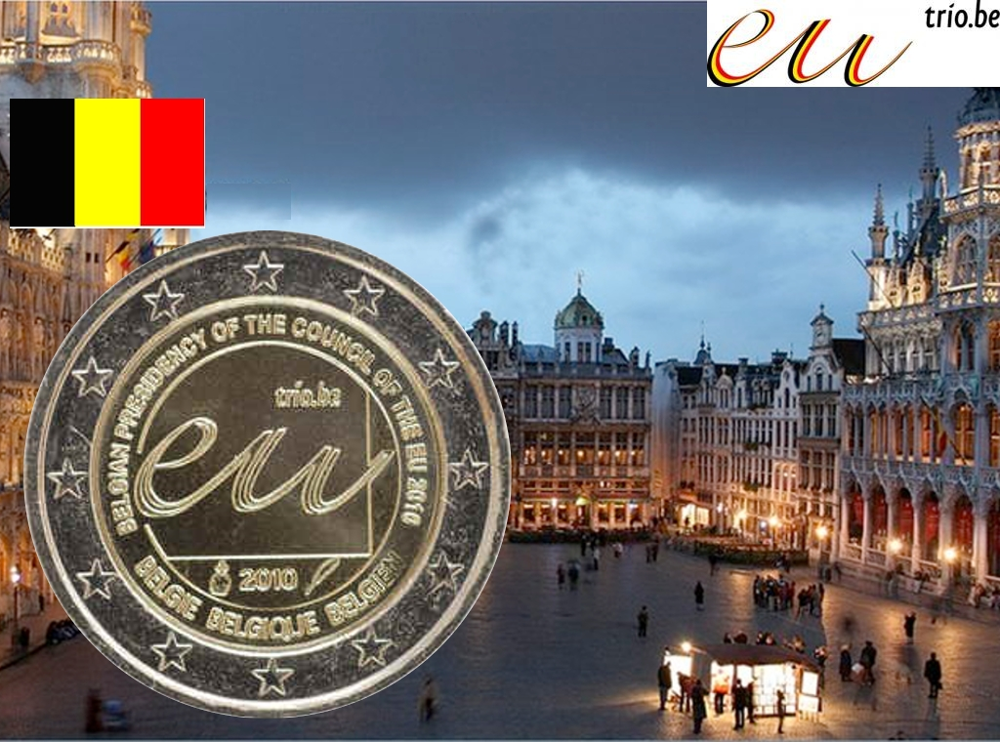 eu
trio.be
BELGIAN PRESIDENCY OF THE COUNCIL OF THE EU 2010
trio.be
eu
2010
BELGIE BELGIQUE BELGIEN